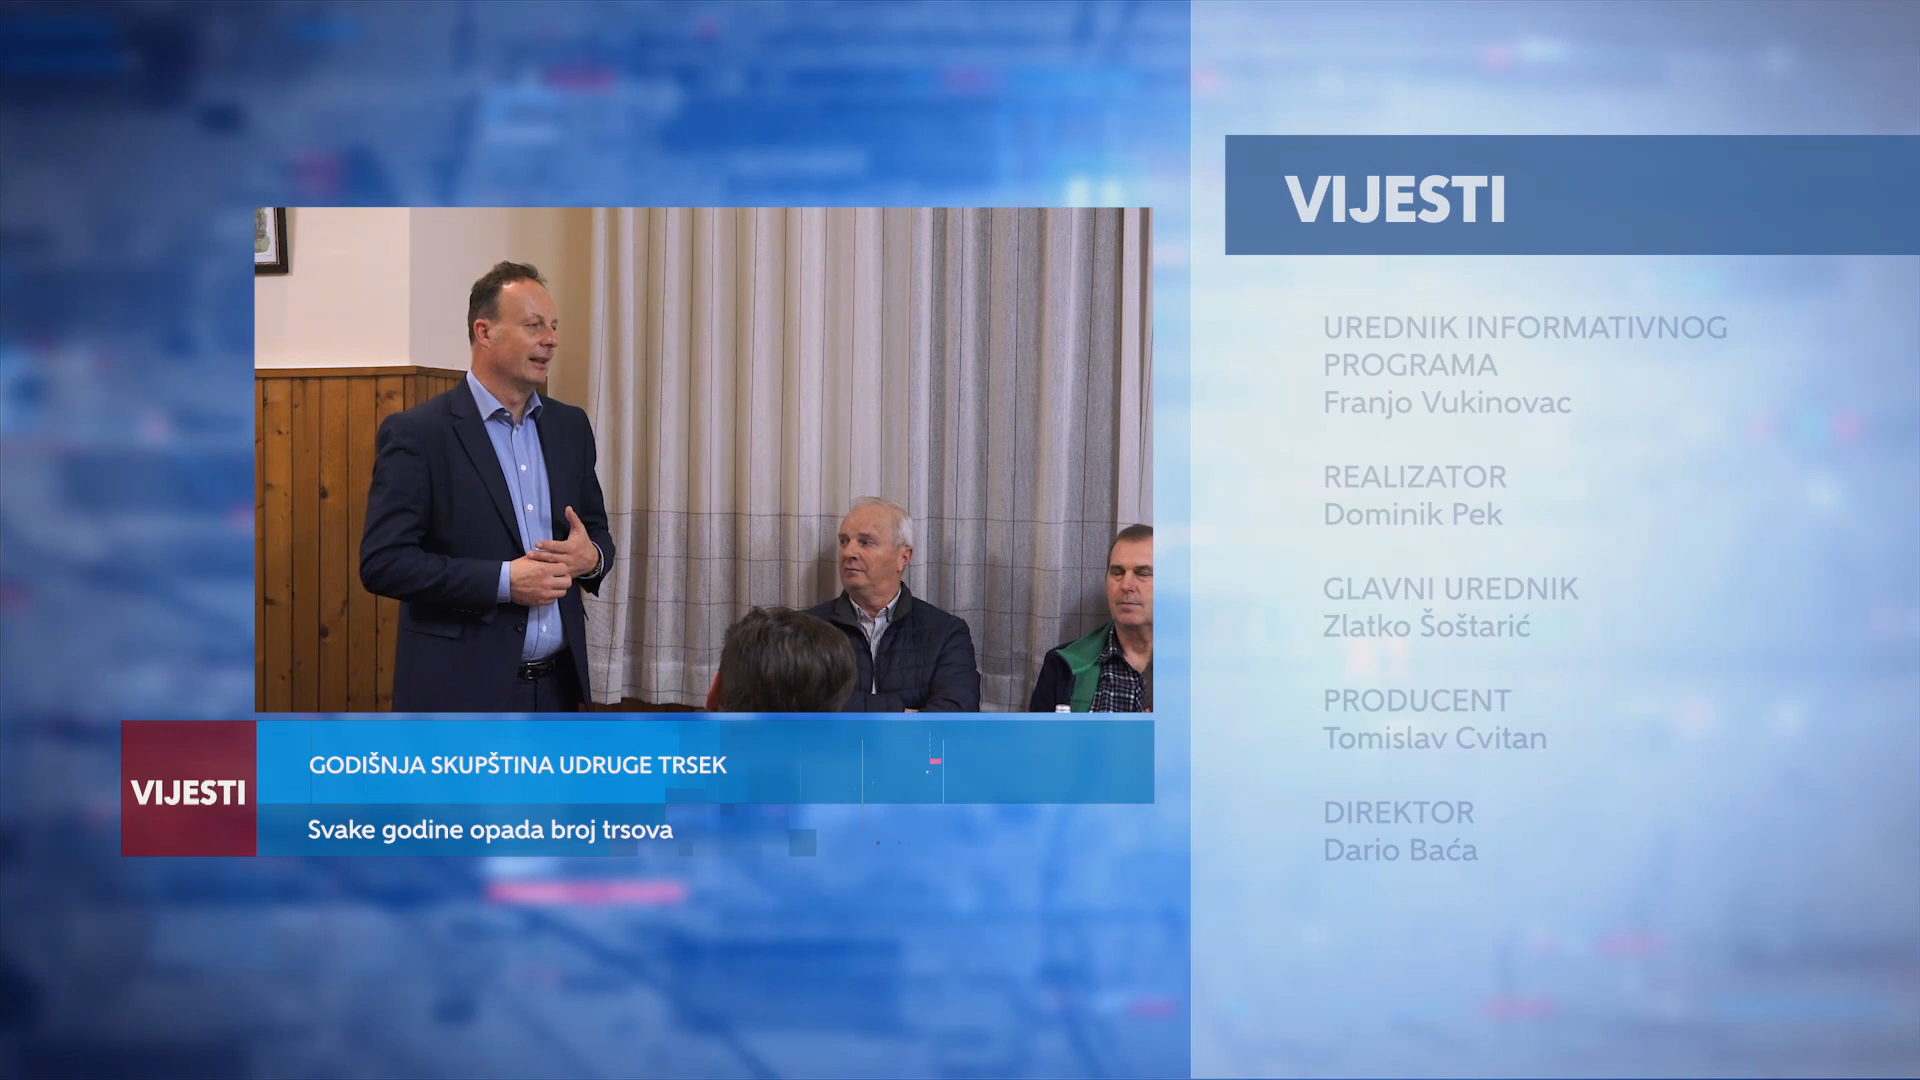 VIJESTI
GODIŠNJA SKUPŠTINA UDRUGE TRSEK
Svake godine opada broj trsova
VIJESTI
UREDNIK INFORMATIVNOG
PROGRAMA
Franjo Vukinovac
REALIZATOR
Dominik Pek
GLAVNI UREDNIK
Zlatko Šoštarić
PRODUCENT
Tomislav Cvitan
DIREKTOR
Dario Baća